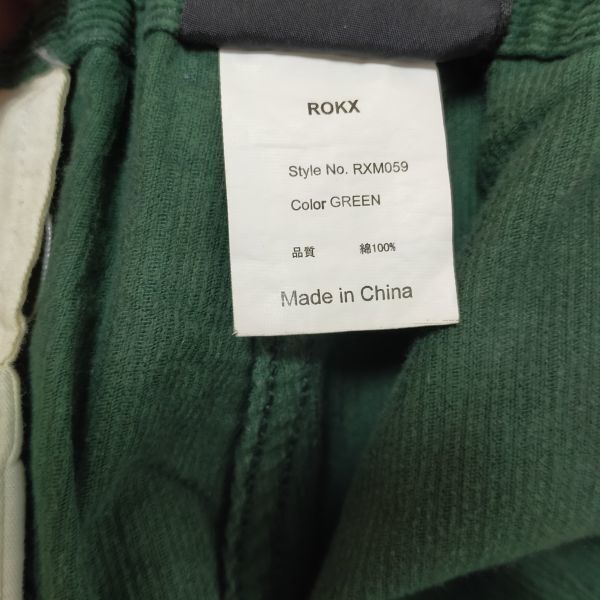 ROKX
Style No. RXM059
Color GREEN
品質 綿100%
Made in China